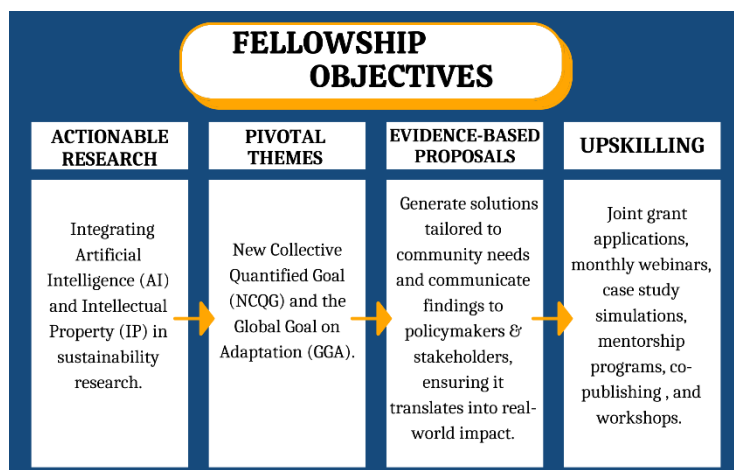 FELLOWSHIP
OBJECTIVES
ACTIONABLE
RESEARCH
Integrating
Artificial
Intelligence (AI)
and Intellectual
Property (IP) in
sustainability
research.
PIVOTAL
THEMES
New Collective
Quantified Goal
(NCQG) and the
Global Goal on
Adaptation (GGA).
EVIDENCE-BASED
PROPOSALS
Generate solutions
tailored to
community needs
and communicate
findings to
policymakers &
stakeholders,
ensuring it
translates into real-
world impact.
UPSKILLING
Joint grant
applications,
monthly webinars,
case study
simulations,
mentorship
programs, co-
publishing , and
workshops.